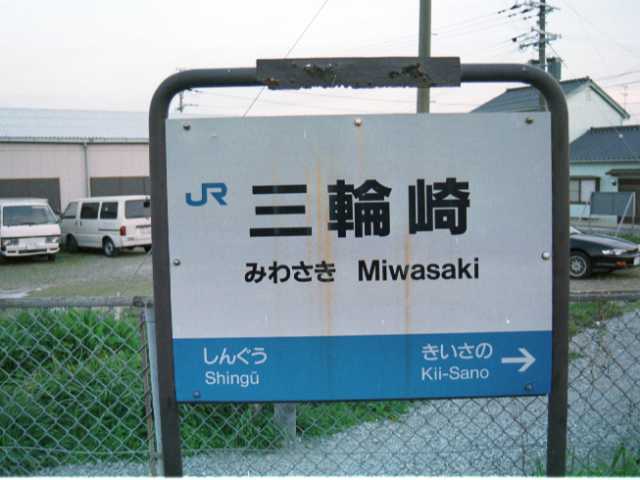 JR 三輪崎
みわさき Miwasaki
しんぐう きいさの
Shingū Kii-Sano →